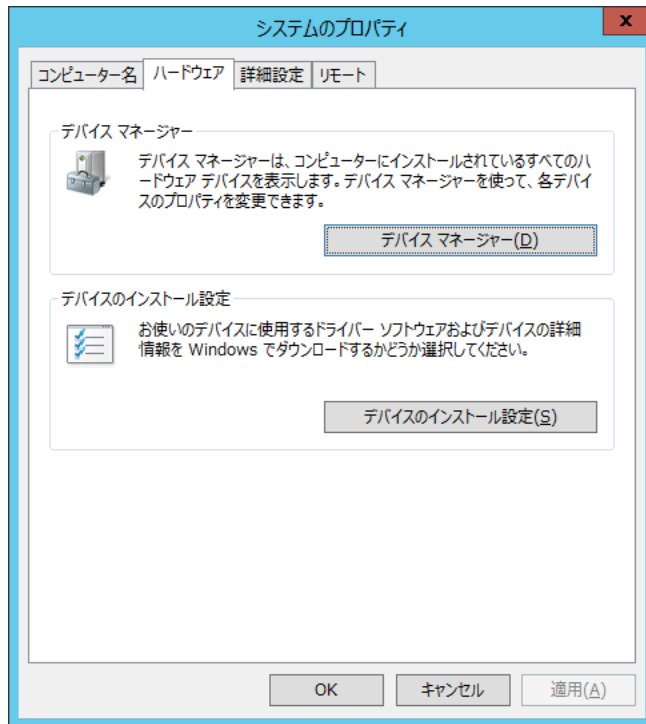 システムのプロパティ
x
コンピューター名 ハードウェア 詳細設定 リモート
デバイス マネージャー
デバイス マネージャーは、コンピューターにインストールされているすべてのハ
ードウェア デバイスを表示します。デバイス マネージャーを使って、各デバイ
スのプロパティを変更できます。
デバイス マネージャー(D)
デバイスのインストール設定
お使いのデバイスに使用するドライバー ソフトウェアおよびデバイスの詳細
情報を Windows でダウンロードするかどうか選択してください。
デバイスのインストール設定(S)
OK キャンセル 適用(A)